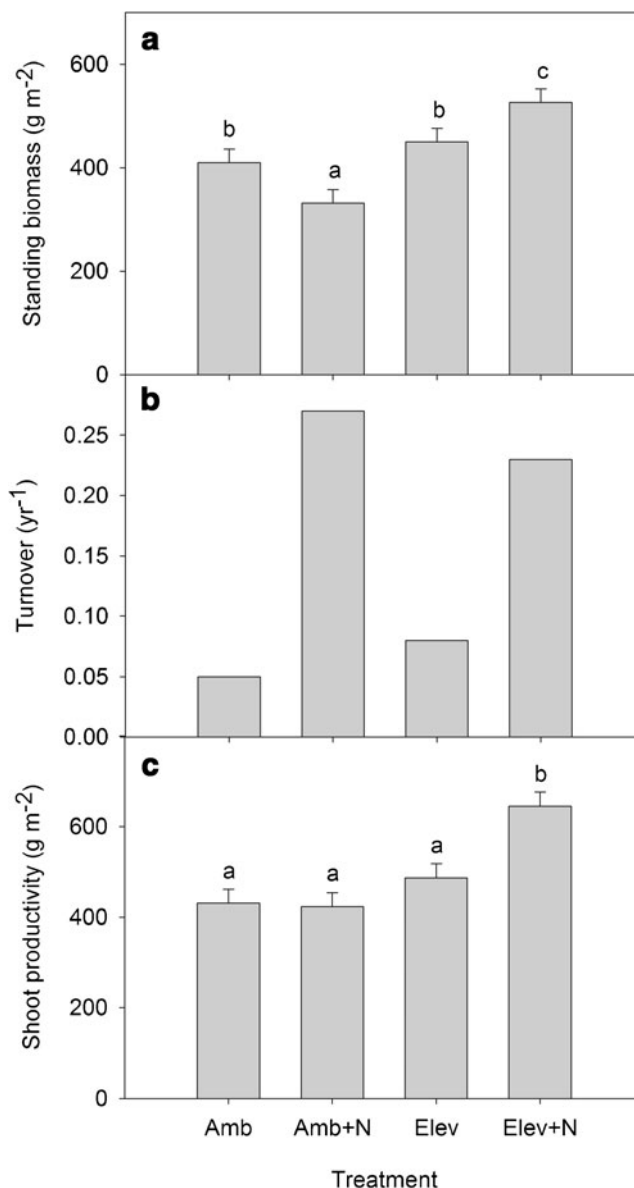 a
Standing biomass (g m-2)
600
400
200
0
b
a
b
c
b
Turnover (yr-1)
0.25
0.20
0.15
0.10
0.05
0.00
c
Shoot productivity (g m-2)
600
400
200
0
a
a
a
b
Amb Amb+N Elev Elev+N
Treatment